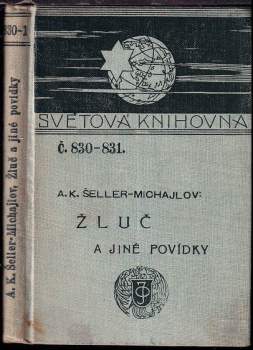 830-1
A. K. Šeller-Michajlov, Žluč a jiné povídky
SVĚTOVÁ KNIHOVNA
Č. 830-831.
A. K. ŠELLER-MICHAJLOV:
ŽLUČ
A JINÉ POVÍDKY